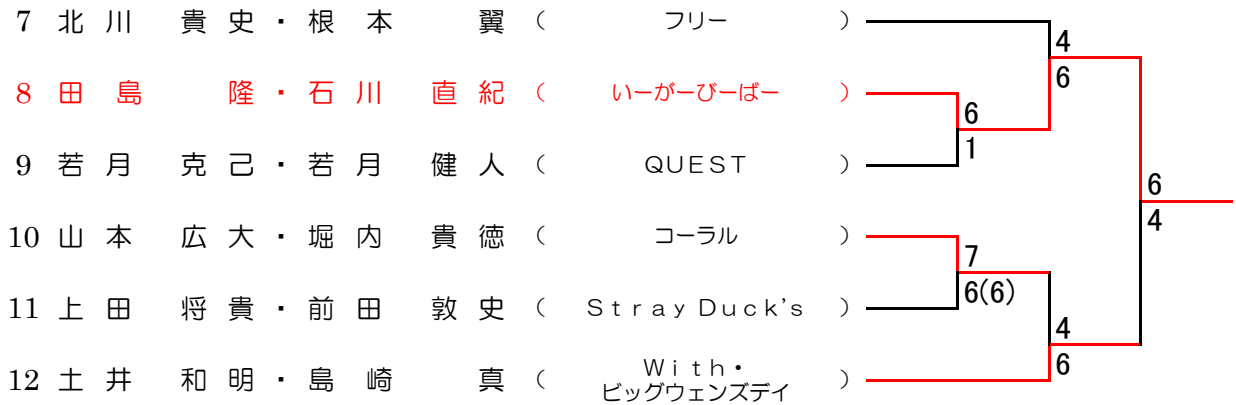 7 北川 貴史・根本 翼 ( フリー )
4
6
8 田島 隆・石川 直紀 ( いーがーびーばー )
6
1
9 若月 克己・若月 健人 ( QUEST )
6
4
10 山本 広大・堀内 貴徳 ( コーラル )
7
6(6)
11 上田 将貴・前田 敦史 ( Stray Duck's )
4
6
12 土井 和明・島崎 真 ( With・
ビッグウェンズデイ )